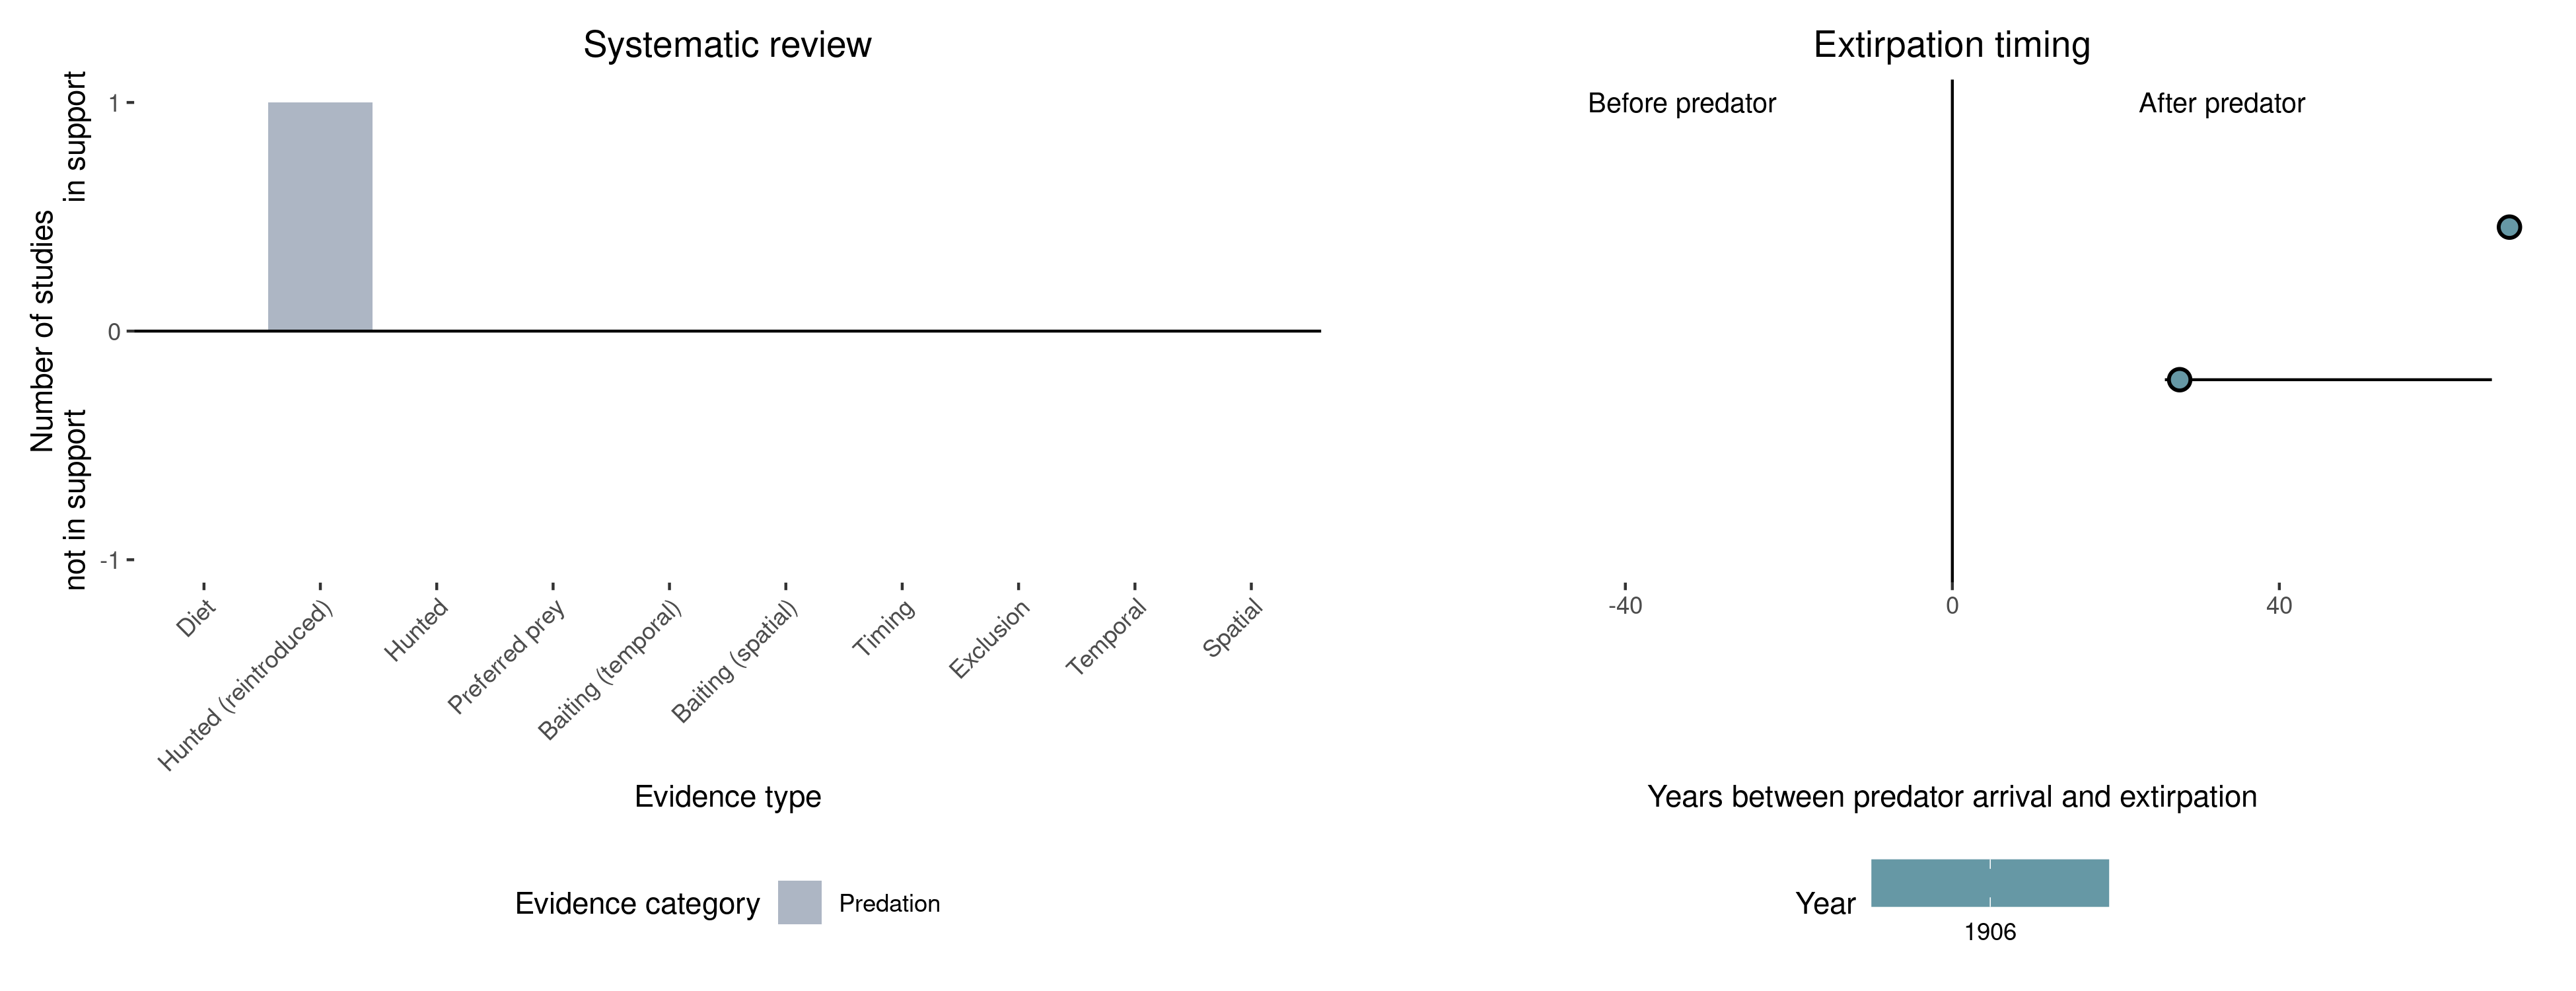 Systematic review
Number of studies
not in support
in support
1
0
-1
Diet
Hunted (reintroduced)
Hunted
Preferred prey
Baiting (temporal)
Baiting (spatial)
Timing
Exclusion
Temporal
Spatial
Evidence type
Evidence category
Predation
Extirpation timing
Before predator
After predator
-40
0
40
Years between predator arrival and extirpation
Year
1906